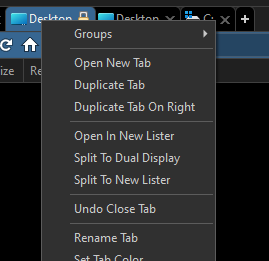 Desktop Desktop C:
Groups
ize Re
Open New Tab
Duplicate Tab
Duplicate Tab On Right
Open In New Lister
Split To Dual Display
Split To New Lister
Undo Close Tab
Rename Tab
Set Tab Color